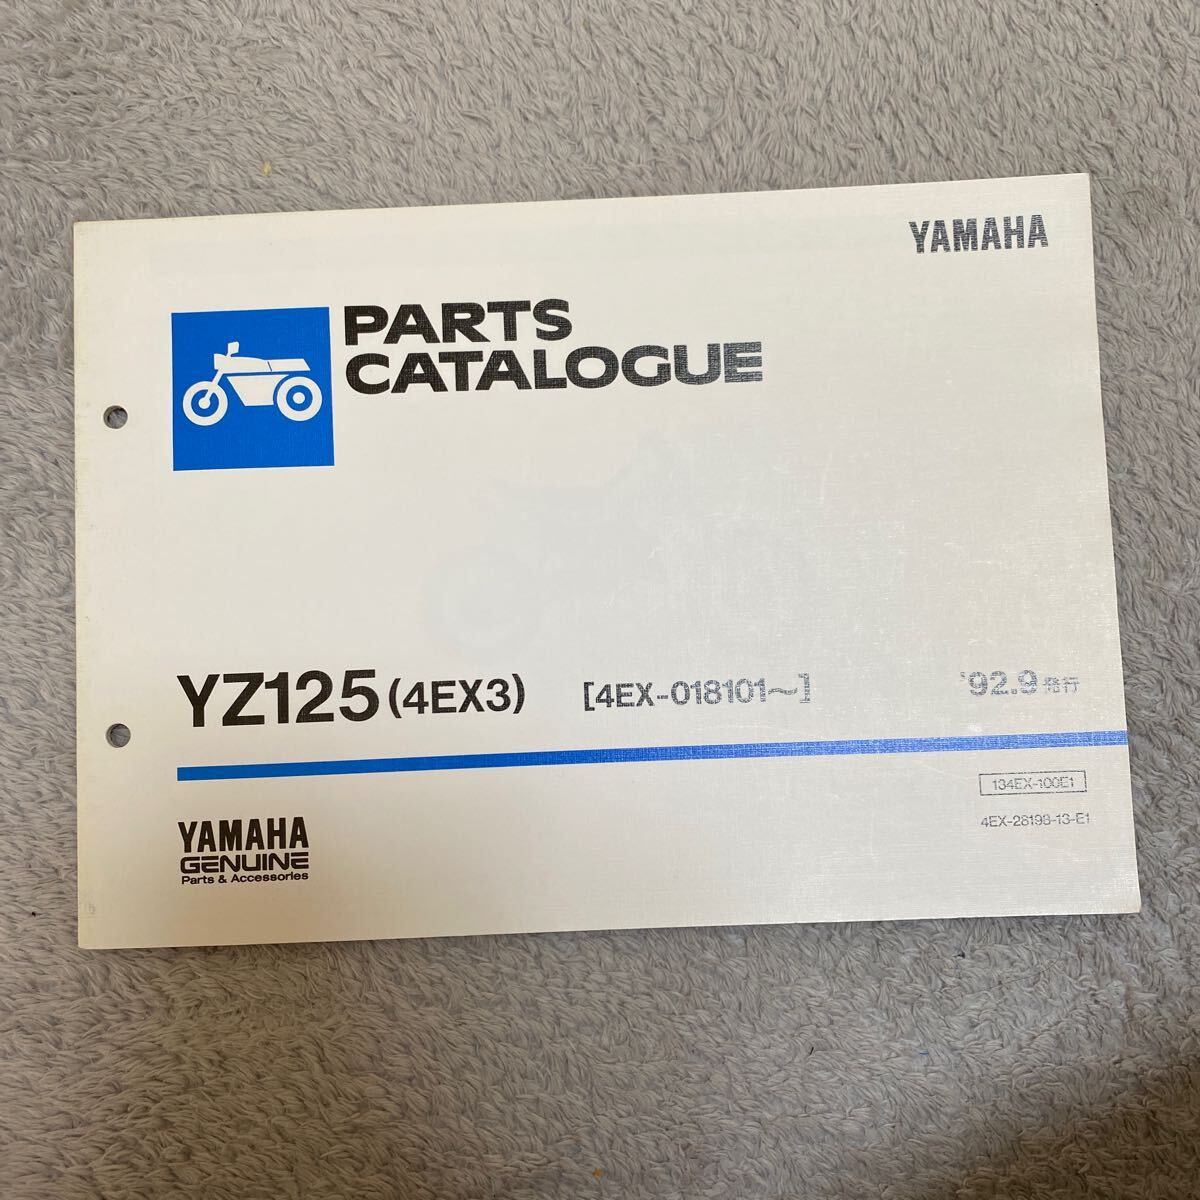 YAMAHA
PARTS
CATALOGUE
YZ125 (4EX3) [4EX-018101～] '92.9発行
134EX-100E1
4EX-28198-13-E1
YAMAHA
GENUINE
Parts & Accessories